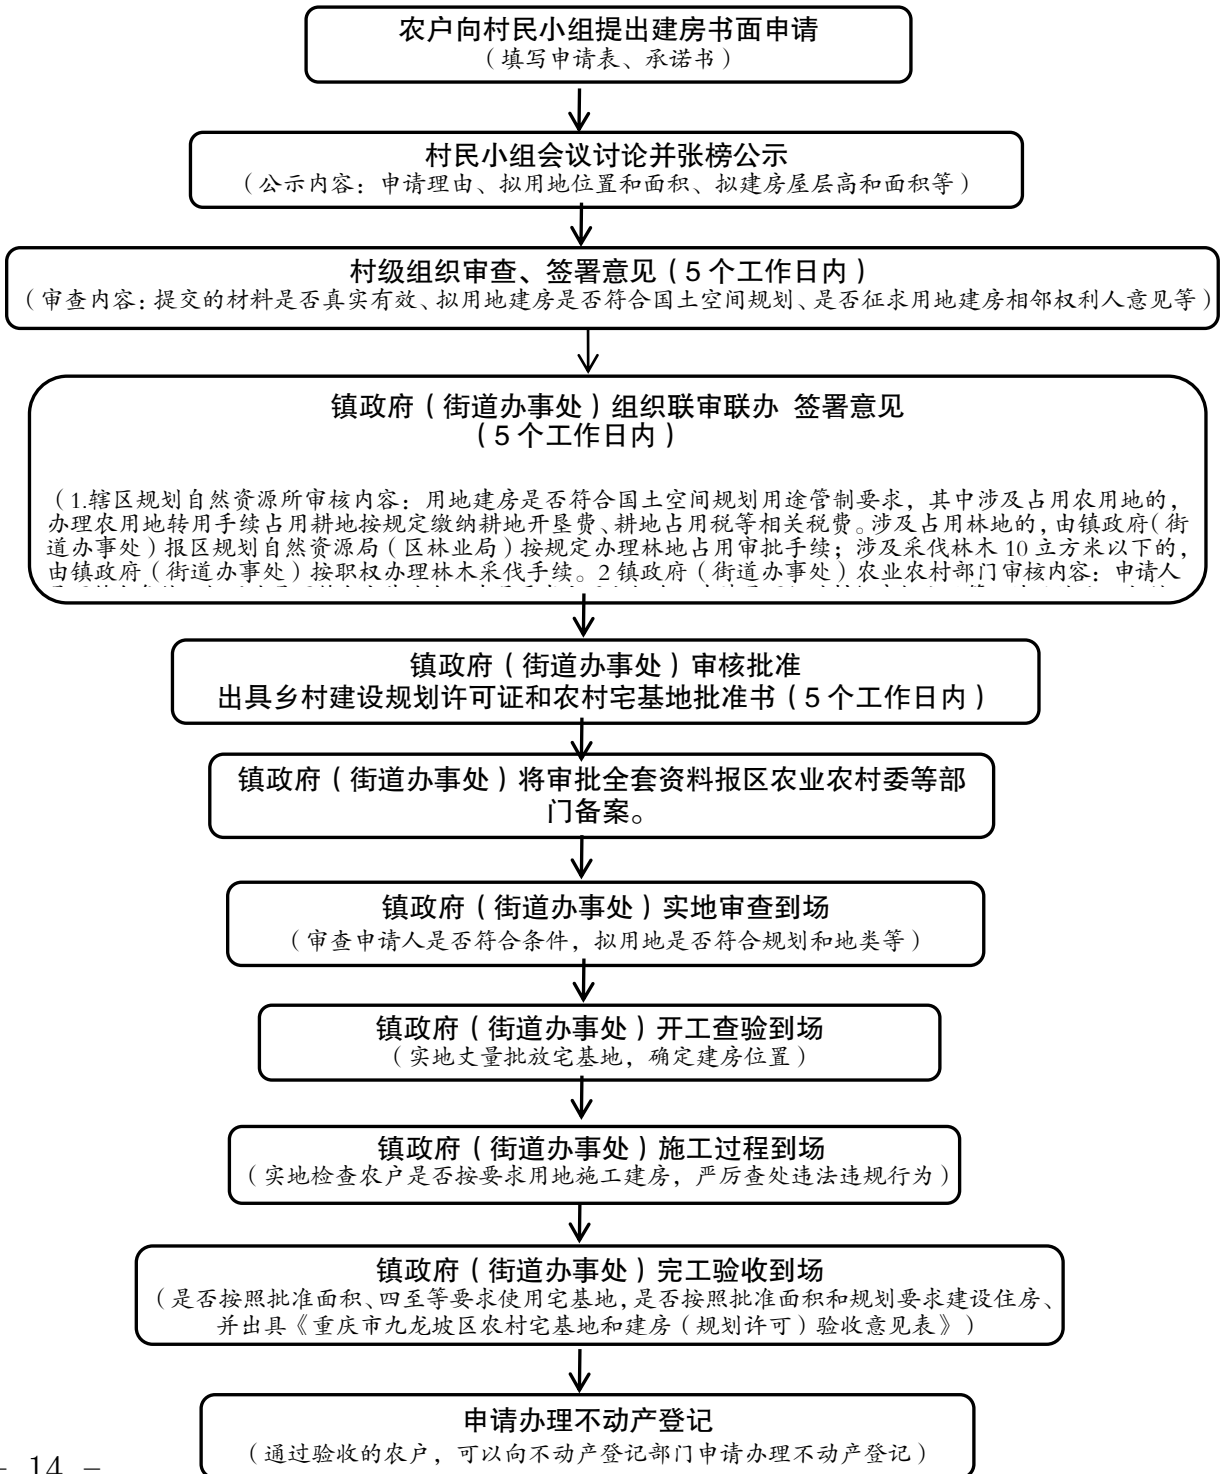 农户向村民小组提出建房书面申请
（填写申请表、承诺书）
村民小组会议讨论并张榜公示
（公示内容：申请理由、拟用地位置和面积、拟建房屋层高和面积等）
村级组织审查、签署意见（5个工作日内）
（审查内容：提交的材料是否真实有效、拟用地建房是否符合国土空间规划、是否征求用地建房相邻权利人意见等）
镇政府（街道办事处）组织联审联办 签署意见
（5个工作日内）
（1.辖区规划自然资源所审核内容：用地建房是否符合国土空间规划用途管制要求，其中涉及占用农用地的，
办理农用地转用手续占用耕地按规定缴纳耕地开垦费、耕地占用税等相关税费。涉及占用林地的，由镇政府（街
道办事处）报区规划自然资源局（区林业局）按规定办理林地占用审批手续；涉及采伐林木10立方米以下的，
由镇政府（街道办事处）按职权办理林木采伐手续。2镇政府（街道办事处）农业农村部门审核内容：申请人
镇政府（街道办事处）审核批准
出具乡村建设规划许可证和农村宅基地批准书（5个工作日内）
镇政府（街道办事处）将审批全套资料报区农业农村委等部
门备案。
镇政府（街道办事处）实地审查到场
（审查申请人是否符合条件，拟用地是否符合规划和地类等）
镇政府（街道办事处）开工查验到场
（实地丈量批放宅基地，确定建房位置）
镇政府（街道办事处）施工过程到场
（实地检查农户是否按要求用地施工建房，严厉查处违法违规行为）
镇政府（街道办事处）完工验收到场
（是否按照批准面积、四至等要求使用宅基地，是否按照批准面积和规划要求建设住房、
并出具《重庆市九龙坡区农村宅基地和建房（规划许可）验收意见表》）
申请办理不动产登记
（通过验收的农户，可以向不动产登记部门申请办理不动产登记）
- 14 -